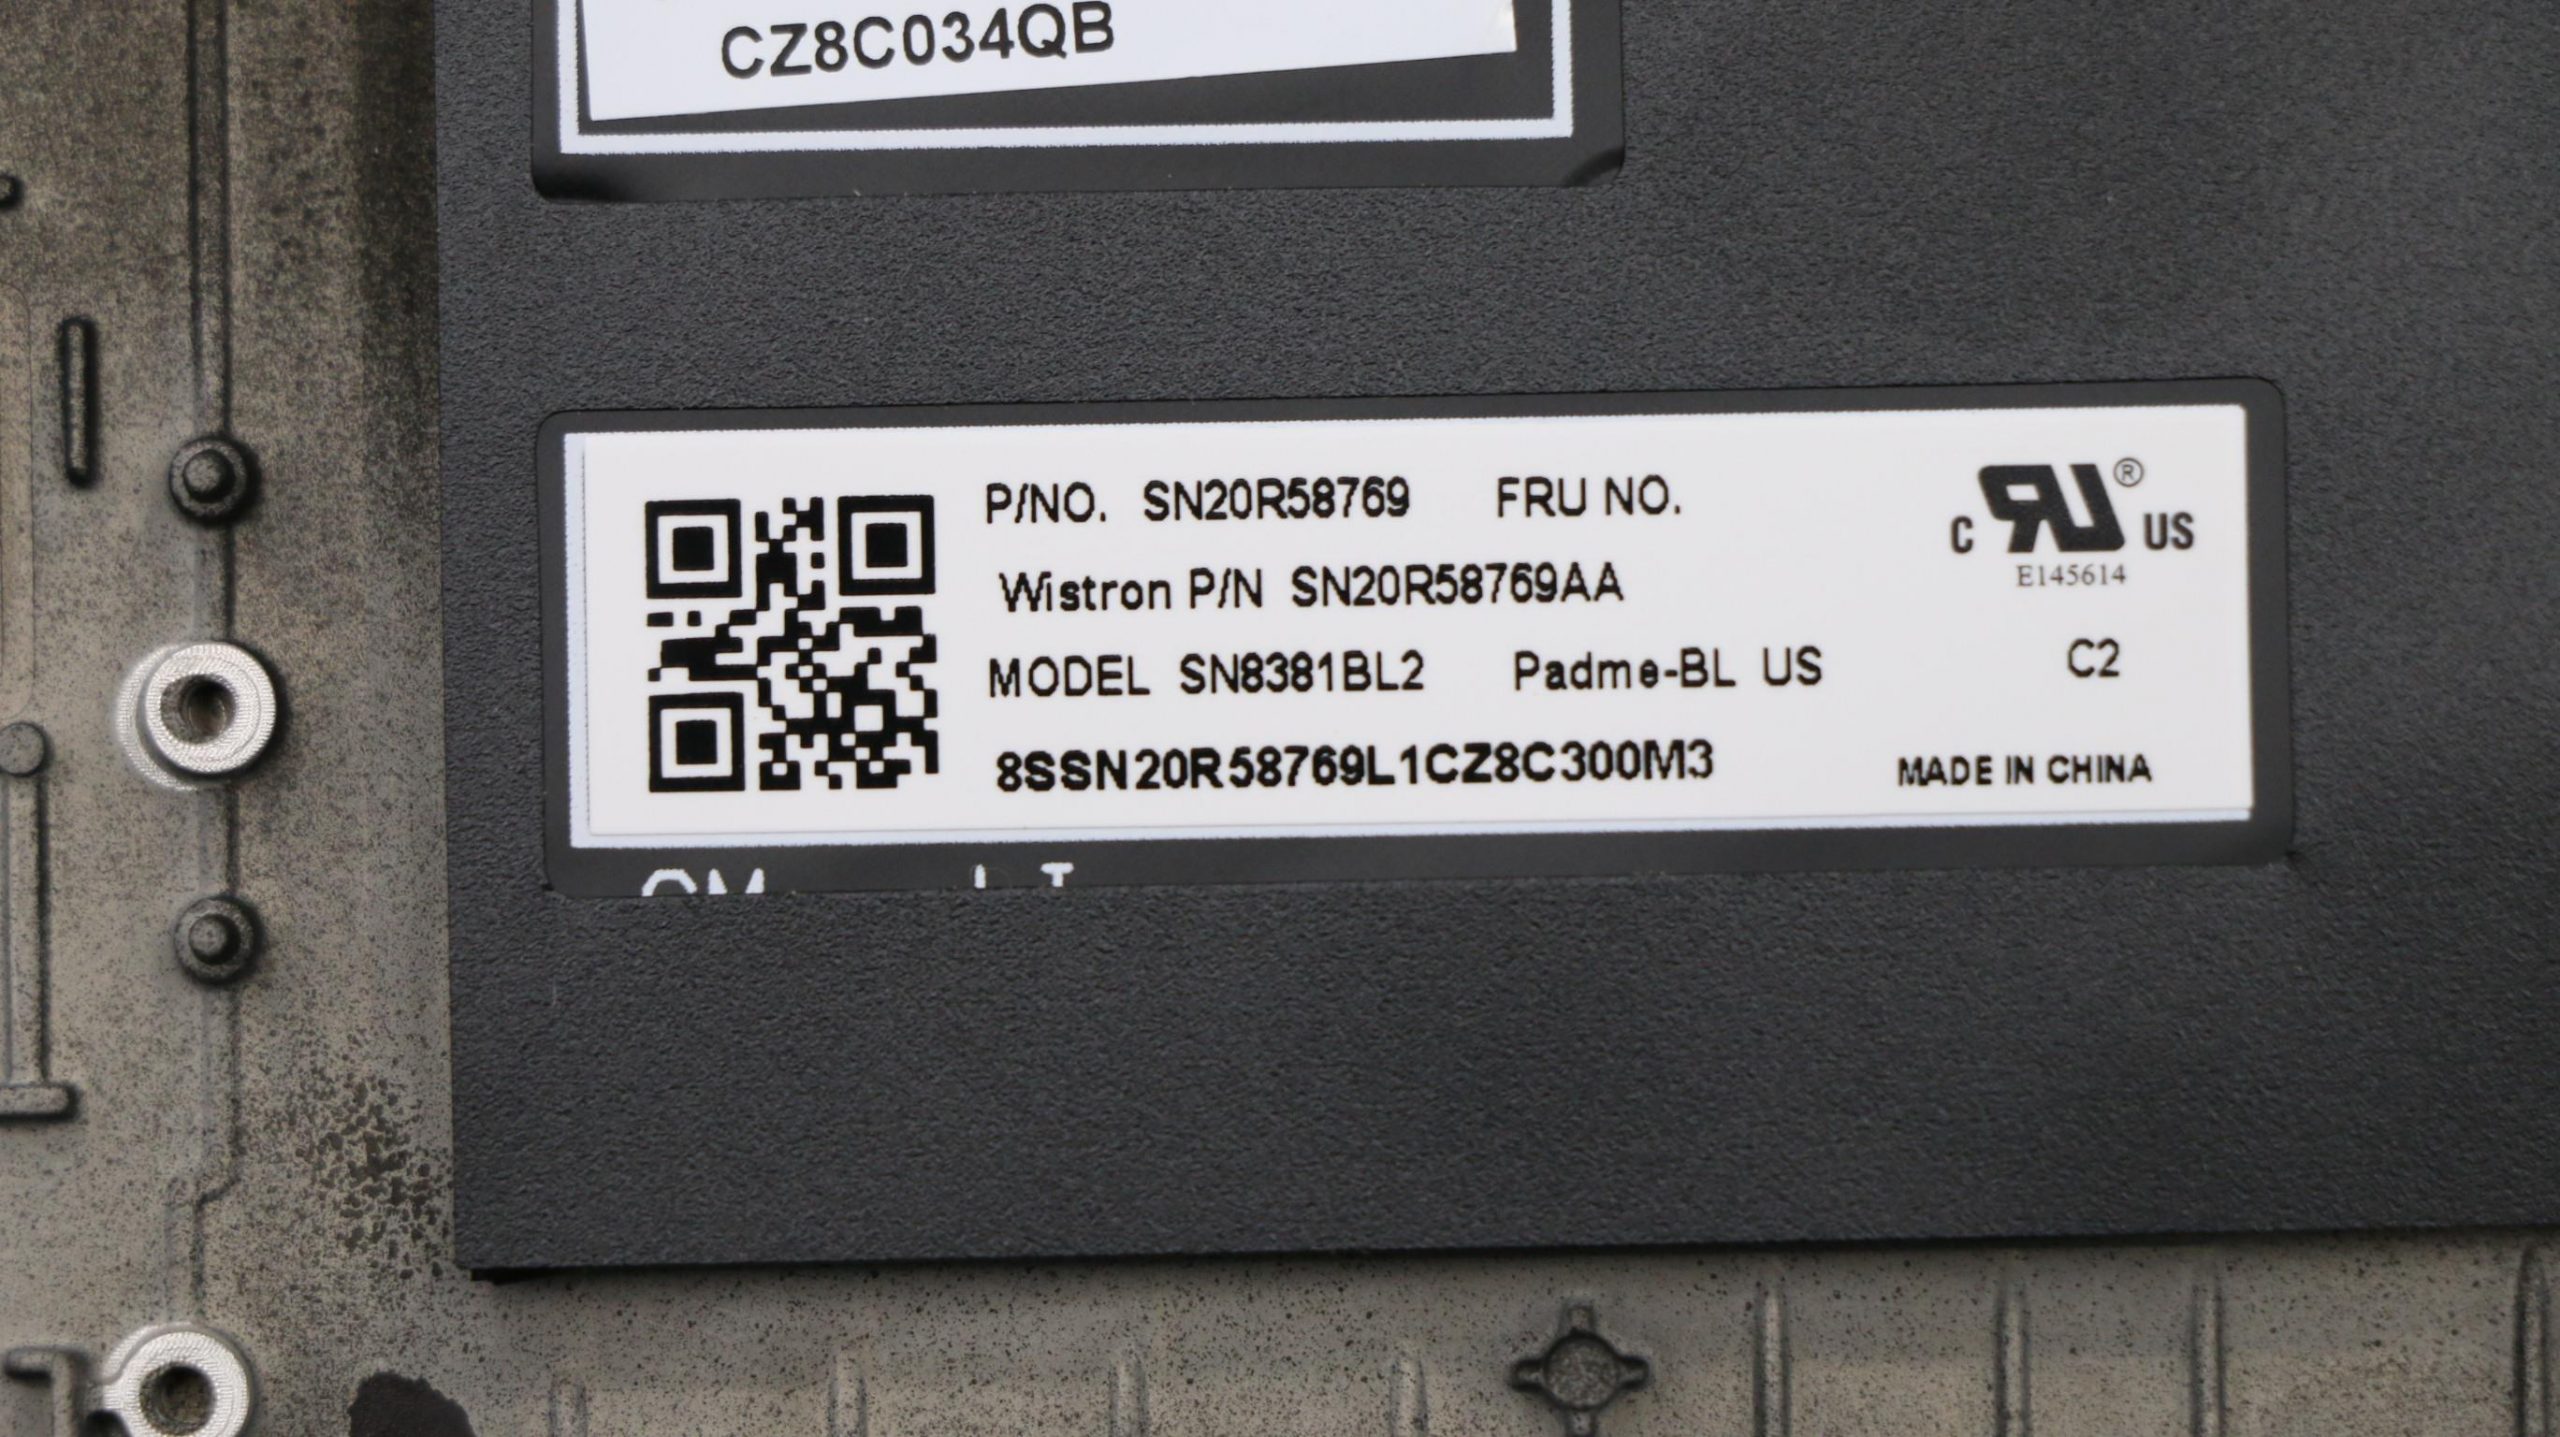 CZ8C034QB
P/NO. SN20R58769 FRU NO.
Wistron P/N SN20R58769AA
MODEL SN8381BL2 Padme-BL US C2
8SSN20R58769L1CZ8C300M3 MADE IN CHINA
C RU ® US
E145614